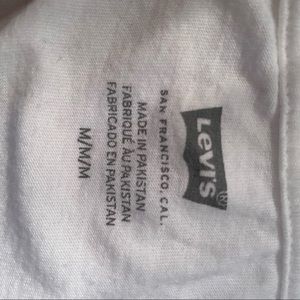 Levi's ®
SAN FRANCISCO, CAL.
MADE IN PAKISTAN
FABRIQUÉ AU PAKISTAN
FABRICADO EN PAKISTAN
M/M/M